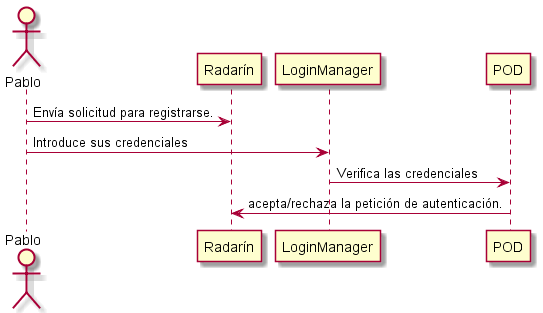 Pablo
Radarín
LoginManager
POD
Envía solicitud para registrarse.
Introduce sus credenciales
Verifica las credenciales
acepta/rechaza la petición de autenticación.
Pablo
Radarín
LoginManager
POD